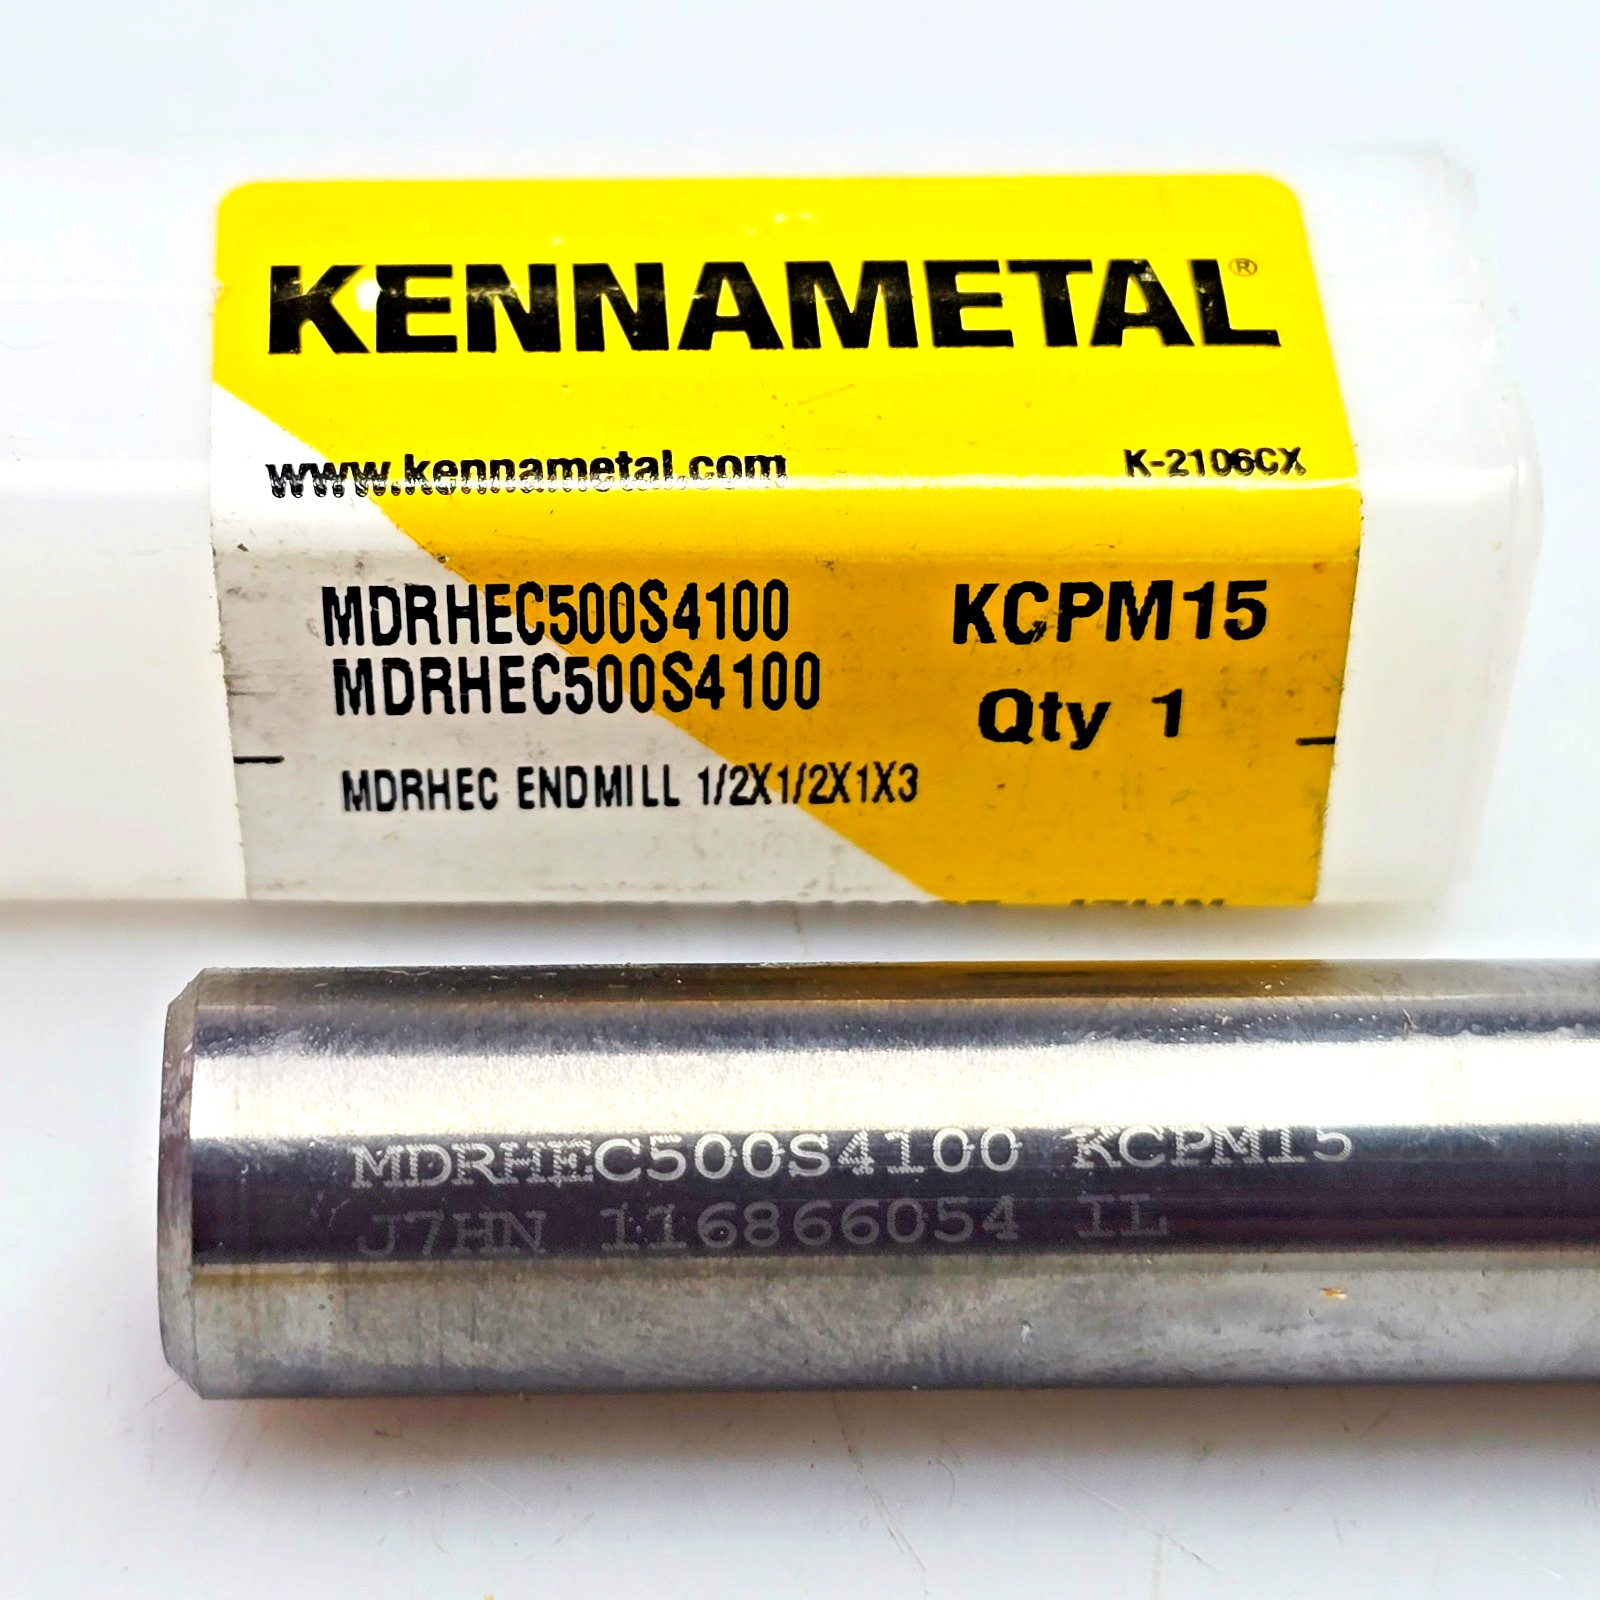 KENNAMETAL®
www.kennametal.com K-2106CX
MDRHEC500S4100 KCPM15
MDRHEC500S4100 Qty 1
MDRHEC ENDMILL 1/2X1/2X1X3
MDRHEC500S4100 KCPM15
J7HN 116866054 IL